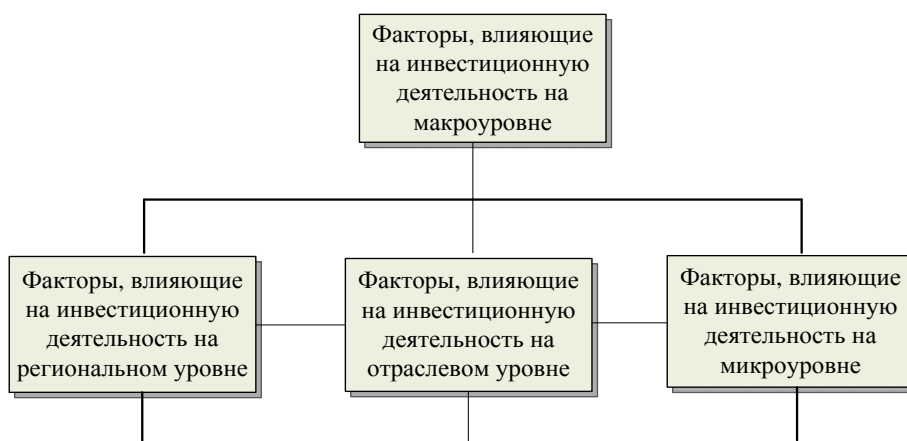 Факторы, влияющие
на инвестиционную
деятельность на
макроуровне
Факторы, влияющие
на инвестиционную
деятельность на
региональном уровне
Факторы, влияющие
на инвестиционную
деятельность на
отраслевом уровне
Факторы, влияющие
на инвестиционную
деятельность на
микроуровне